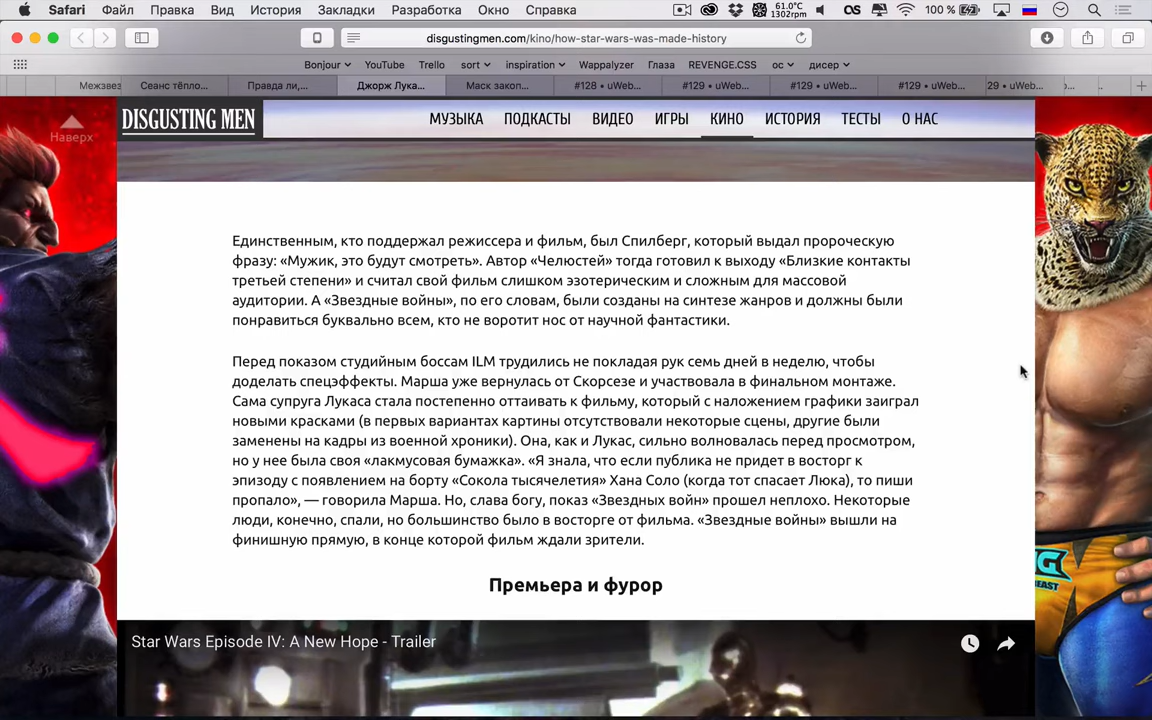 Safari Файл Правка Вид История Закладки Разработка Окно Справка 61.0°C 1302rpm 100 %
disgustingmen.com/kino/how-star-wars-was-made-history
Bonjour YouTube Trello sort inspiration Wappalyzer Глаза REVENGE.CSS ос дисер
Межзвез Сеанс тёпло... Правда ли,... Джорж Лука... Маск закоп... #128 • uWeb... #129 • uWeb... #129 • uWeb... #129 • uWeb... 29 • uWeb...
Наверх
DISGUSTING MEN МУЗЫКА ПОДКАСТЫ ВИДЕО ИГРЫ КИНО ИСТОРИЯ ТЕСТЫ О НАС
Единственным, кто поддержал режиссера и фильм, был Спилберг, который выдал пророческую
фразу: «Мужик, это будут смотреть». Автор «Челюстей» тогда готовил к выходу «Близкие контакты
третьей степени» и считал свой фильм слишком эзотерическим и сложным для массовой
аудитории. А «Звездные войны», по его словам, были созданы на синтезе жанров и должны были
понравиться буквально всем, кто не воротит нос от научной фантастики.
Перед показом студийным боссам ILM трудились не покладая рук семь дней в неделю, чтобы
доделать спецэффекты. Марша уже вернулась от Скорсезе и участвовала в финальном монтаже.
Сама супруга Лукаса стала постепенно оттаивать к фильму, который с наложением графики заиграл
новыми красками (в первых вариантах картины отсутствовали некоторые сцены, другие были
заменены на кадры из военной хроники). Она, как и Лукас, сильно волновалась перед просмотром,
но у нее была своя «лакмусовая бумажка». «Я знала, что если публика не придет в восторг к
эпизоду с появлением на борту «Сокола тысячелетия» Хана Соло (когда тот спасает Люка), то пиши
пропало», — говорила Марша. Но, слава богу, показ «Звездных войн» прошел неплохо. Некоторые
люди, конечно, спали, но большинство было в восторге от фильма. «Звездные войны» вышли на
финишную прямую, в конце которой фильм ждали зрители.
Премьера и фурор
Star Wars Episode IV: A New Hope - Trailer